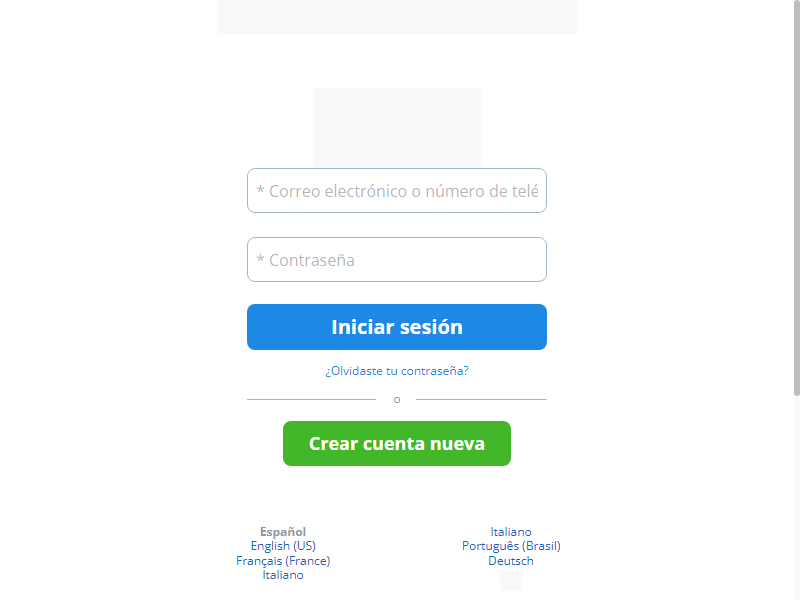 * Correo electrónico o número de telé
* Contraseña
Iniciar sesión
¿Olvidaste tu contraseña?
o
Crear cuenta nueva
Español
English (US)
Français (France)
Italiano
Italiano
Português (Brasil)
Deutsch